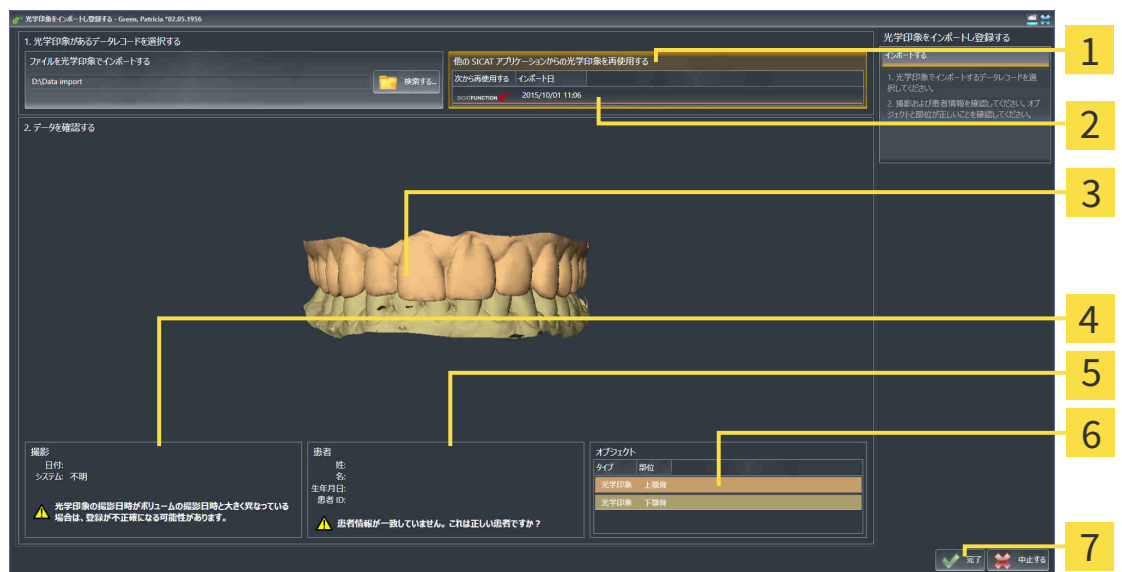 光学印象をインポートし登録する - Green, Patricia *02.05.1956
1. 光学印象があるデータレコードを選択する
ファイルを光学印象でインポートする
D:\Data import
検索する...
他の SICAT アプリケーションからの光学印象を再使用する
次から再使用する インポート日
SICAT FUNCTION 2015/10/01 11:06
光学印象をインポートし登録する
インポートする
1. 光学印象でインポートするデータレコードを選
択してください。
2. 撮影および患者情報を確認してください。オブ
ジェクトと部位が正しいことを確認してください。
2. データを確認する
撮影
日付:
システム: 不明
光学印象の撮影日時がボリュームの撮影日時と大きく異なっている
場合は、登録が不正確になる可能性があります。
患者
姓:
名:
生年月日:
患者 ID:
患者情報が一致していません。これは正しい患者ですか？
オブジェクト
タイプ 部位
光学印象 上顎骨
光学印象 下顎骨
完了
中止する
1
2
3
4
5
6
7